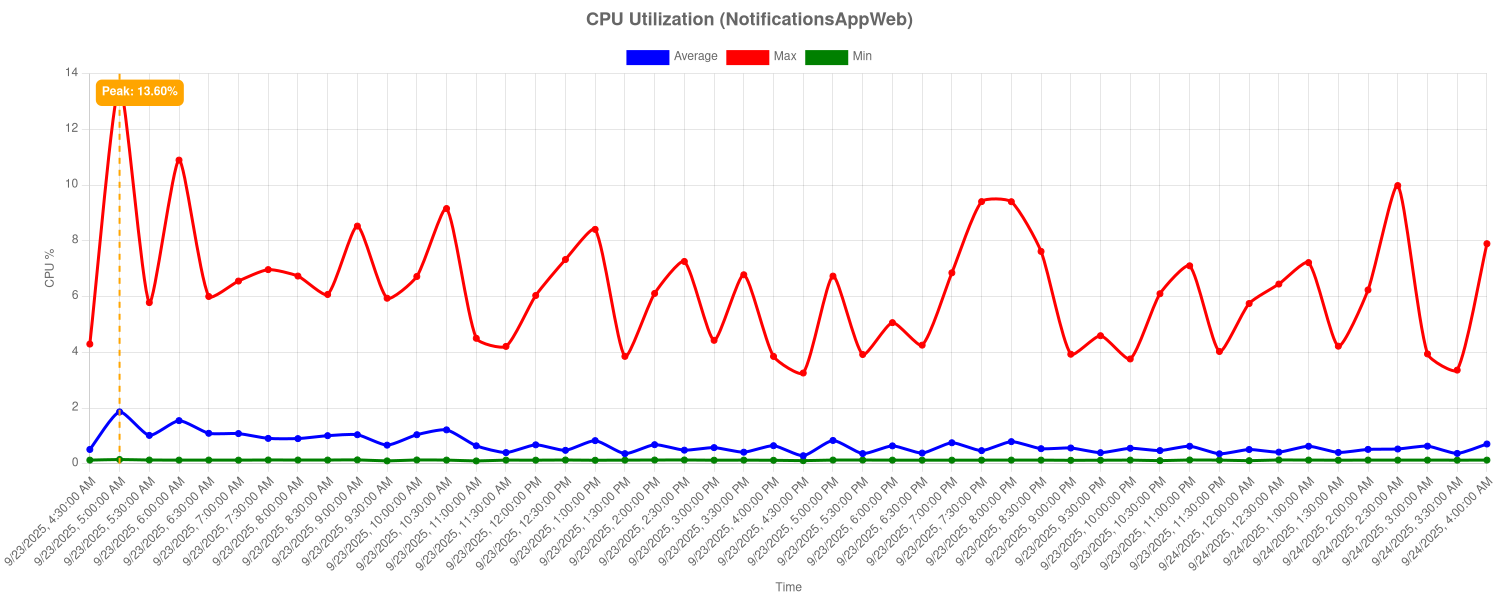 CPU Utilization (NotificationsAppWeb)
Average Max Min
Peak: 13.60%
14
12
10
8
6
4
2
0
CPU %
9/23/2025, 4:30:00 AM
9/23/2025, 5:00:00 AM
9/23/2025, 5:30:00 AM
9/23/2025, 6:00:00 AM
9/23/2025, 6:30:00 AM
9/23/2025, 7:00:00 AM
9/23/2025, 7:30:00 AM
9/23/2025, 8:00:00 AM
9/23/2025, 8:30:00 AM
9/23/2025, 9:00:00 AM
9/23/2025, 9:30:00 AM
9/23/2025, 10:00:00 AM
9/23/2025, 10:30:00 AM
9/23/2025, 11:00:00 AM
9/23/2025, 11:30:00 AM
9/23/2025, 12:00:00 PM
9/23/2025, 12:30:00 PM
9/23/2025, 1:00:00 PM
9/23/2025, 1:30:00 PM
9/23/2025, 2:00:00 PM
9/23/2025, 2:30:00 PM
9/23/2025, 3:00:00 PM
9/23/2025, 3:30:00 PM
9/23/2025, 4:00:00 PM
9/23/2025, 4:30:00 PM
9/23/2025, 5:00:00 PM
9/23/2025, 5:30:00 PM
9/23/2025, 6:00:00 PM
9/23/2025, 6:30:00 PM
9/23/2025, 7:00:00 PM
9/23/2025, 7:30:00 PM
9/23/2025, 8:00:00 PM
9/23/2025, 8:30:00 PM
9/23/2025, 9:00:00 PM
9/23/2025, 9:30:00 PM
9/23/2025, 10:00:00 PM
9/23/2025, 10:30:00 PM
9/23/2025, 11:00:00 PM
9/23/2025, 11:30:00 PM
9/24/2025, 12:00:00 AM
9/24/2025, 12:30:00 AM
9/24/2025, 1:00:00 AM
9/24/2025, 1:30:00 AM
9/24/2025, 2:00:00 AM
9/24/2025, 2:30:00 AM
9/24/2025, 3:00:00 AM
9/24/2025, 3:30:00 AM
9/24/2025, 4:00:00 AM
Time